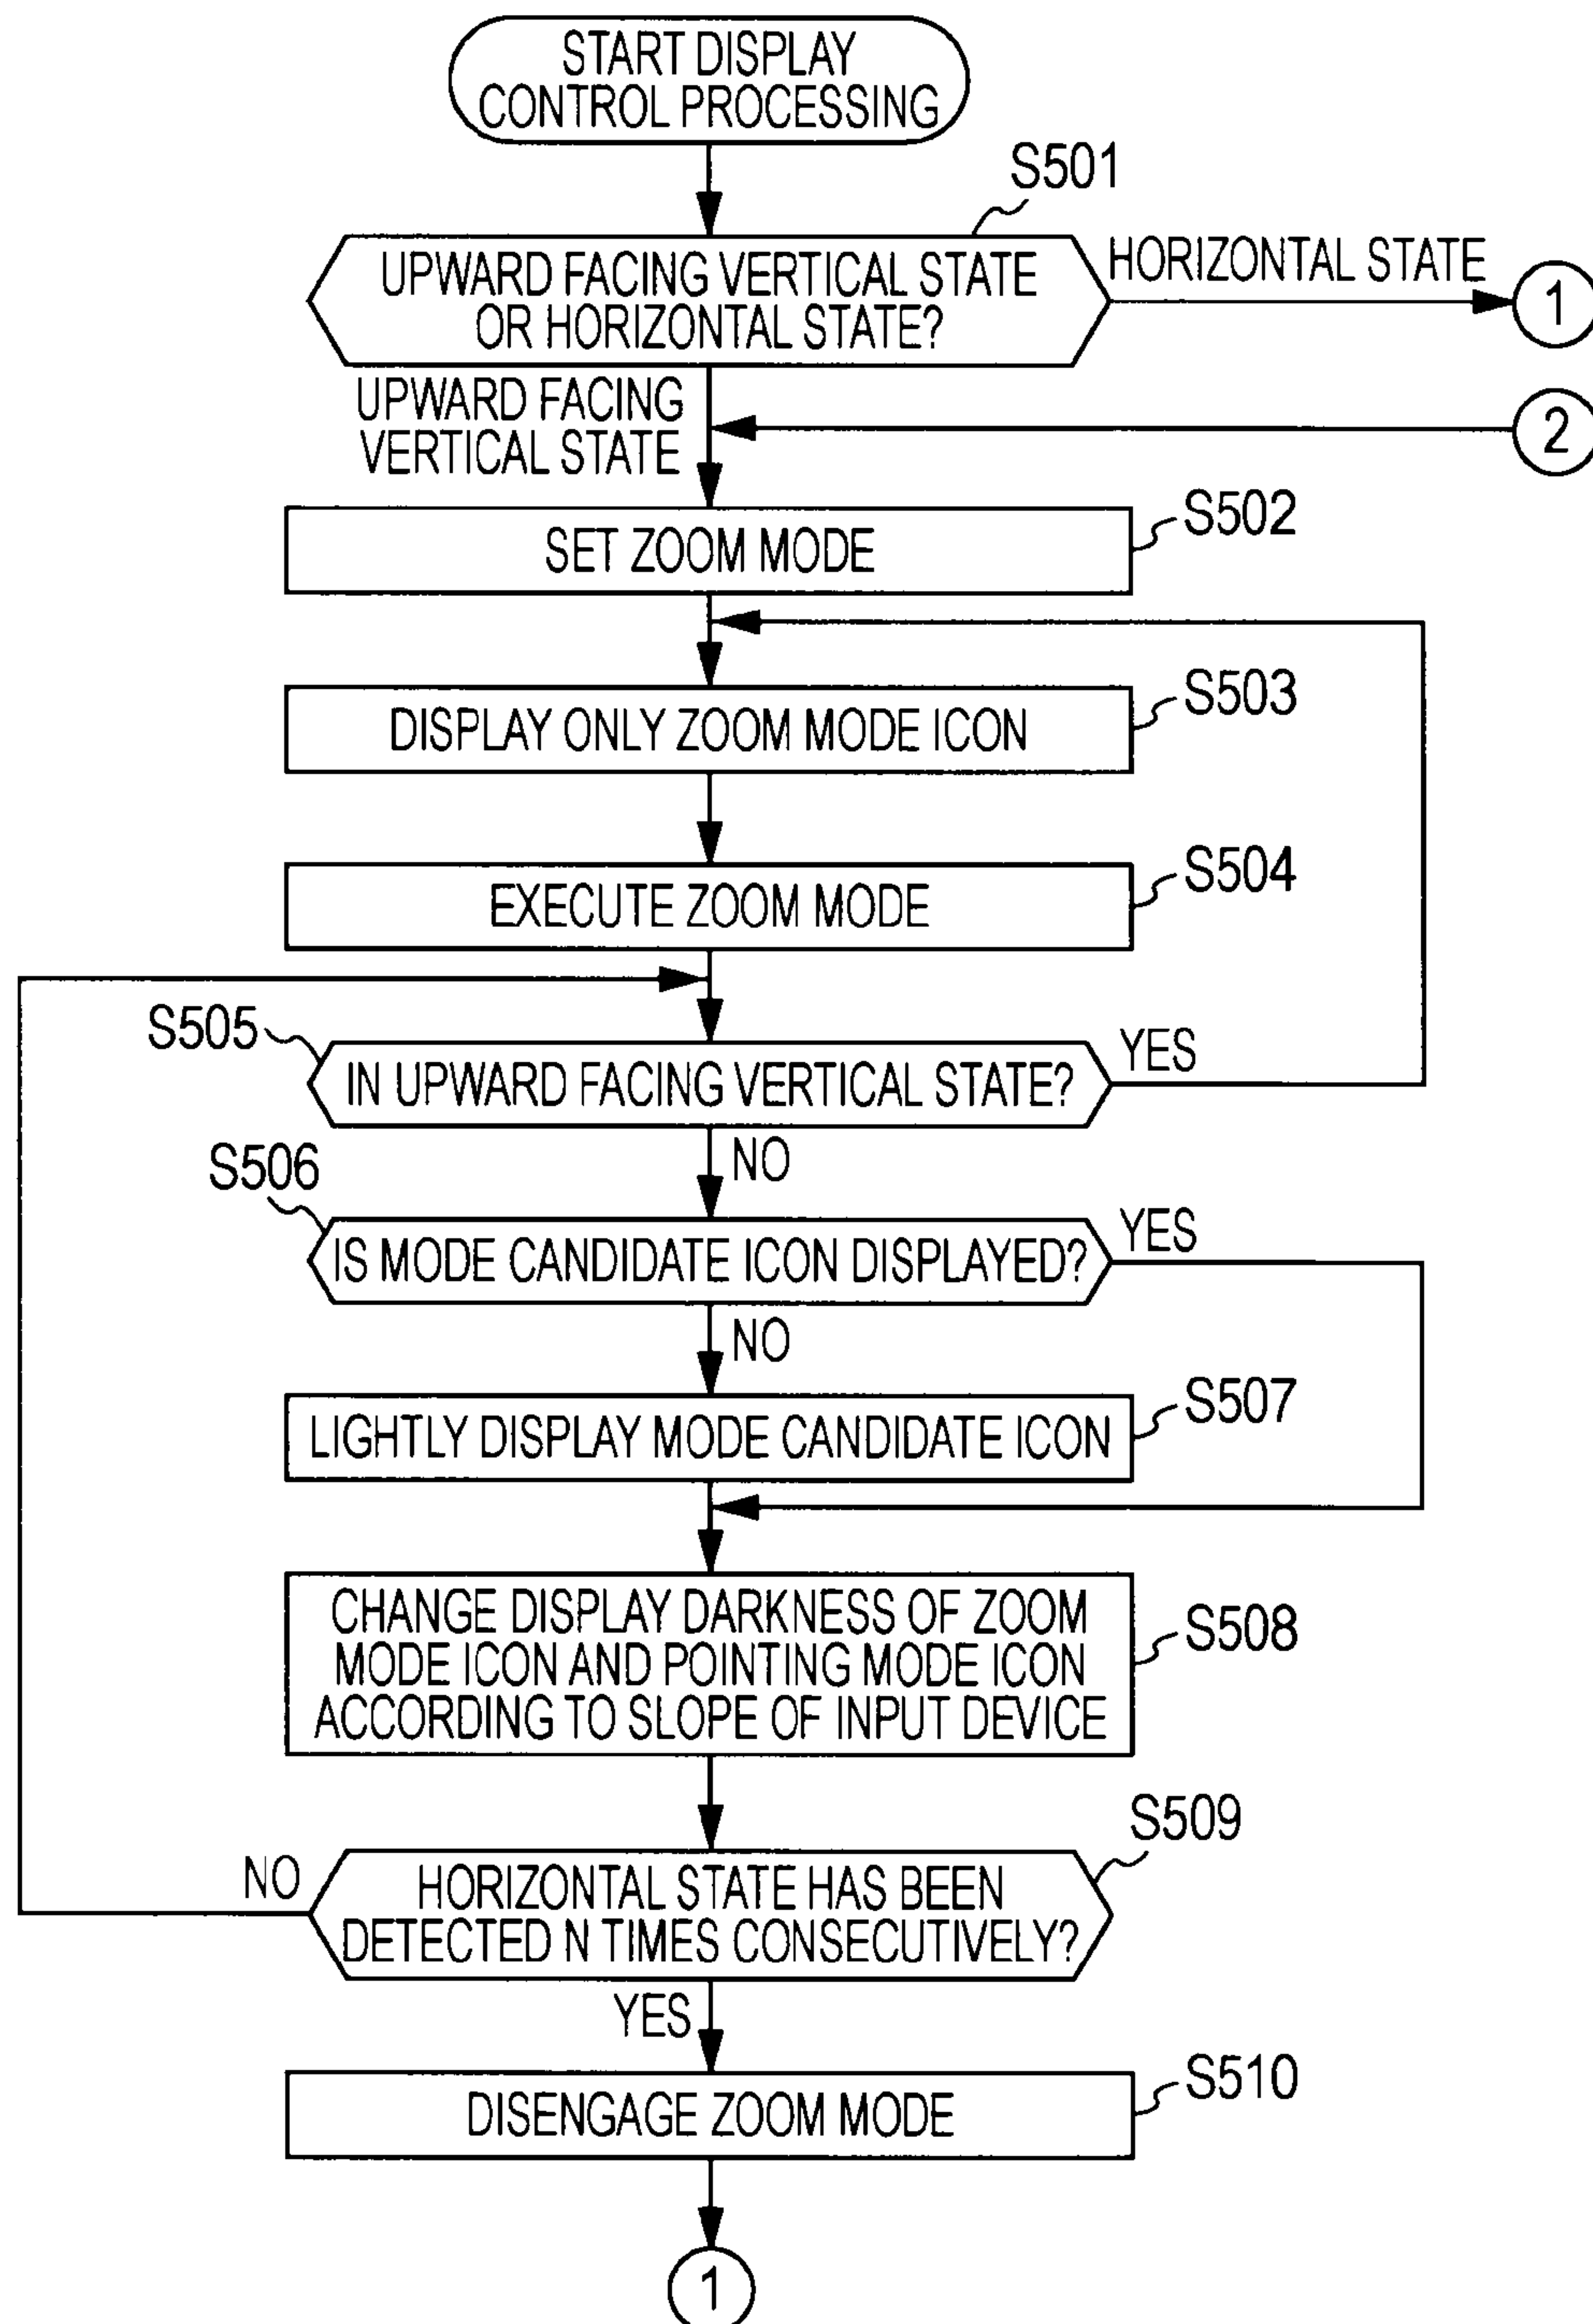 START DISPLAY
CONTROL PROCESSING
S501
UPWARD FACING VERTICAL STATE
OR HORIZONTAL STATE?
HORIZONTAL STATE
1
UPWARD FACING
VERTICAL STATE
2
S502
SET ZOOM MODE
S503
DISPLAY ONLY ZOOM MODE ICON
S504
EXECUTE ZOOM MODE
S505
IN UPWARD FACING VERTICAL STATE?
YES
NO
S506
IS MODE CANDIDATE ICON DISPLAYED?
YES
NO
S507
LIGHTLY DISPLAY MODE CANDIDATE ICON
S508
CHANGE DISPLAY DARKNESS OF ZOOM
MODE ICON AND POINTING MODE ICON
ACCORDING TO SLOPE OF INPUT DEVICE
S509
NO
HORIZONTAL STATE HAS BEEN
DETECTED N TIMES CONSECUTIVELY?
YES
S510
DISENGAGE ZOOM MODE
1